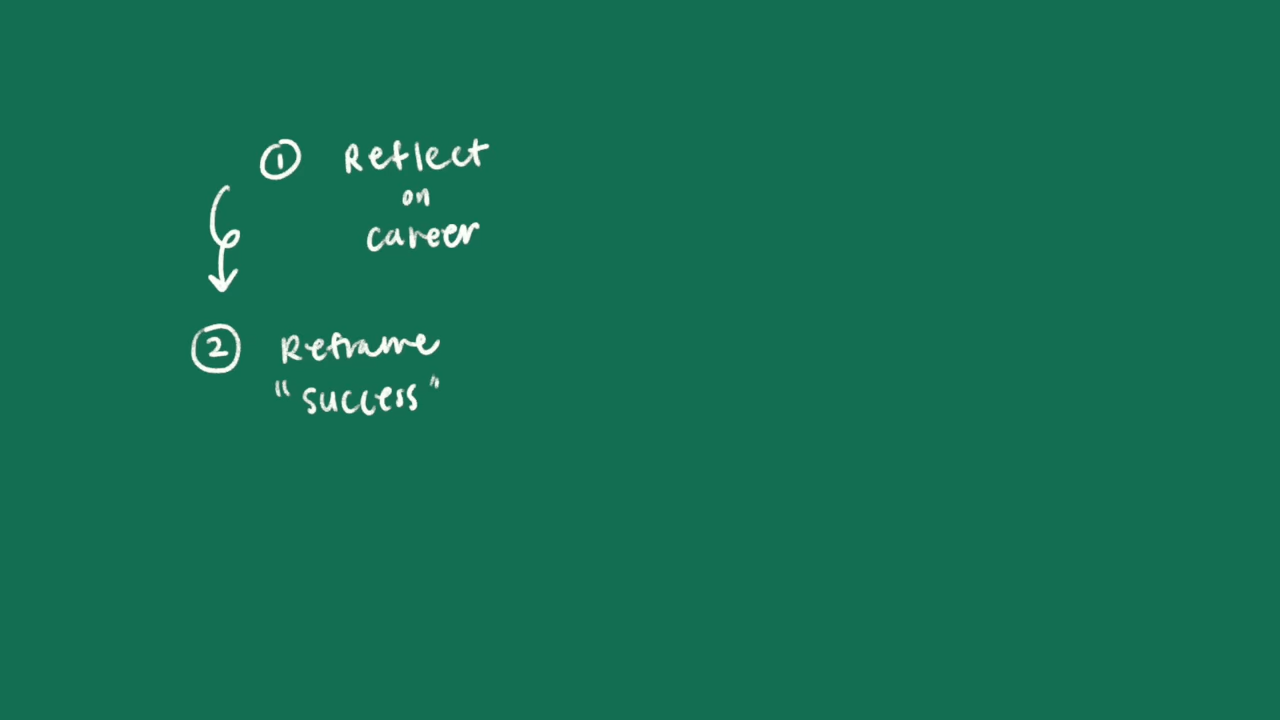 ① Reflect
on
career
② Reframe
"success"